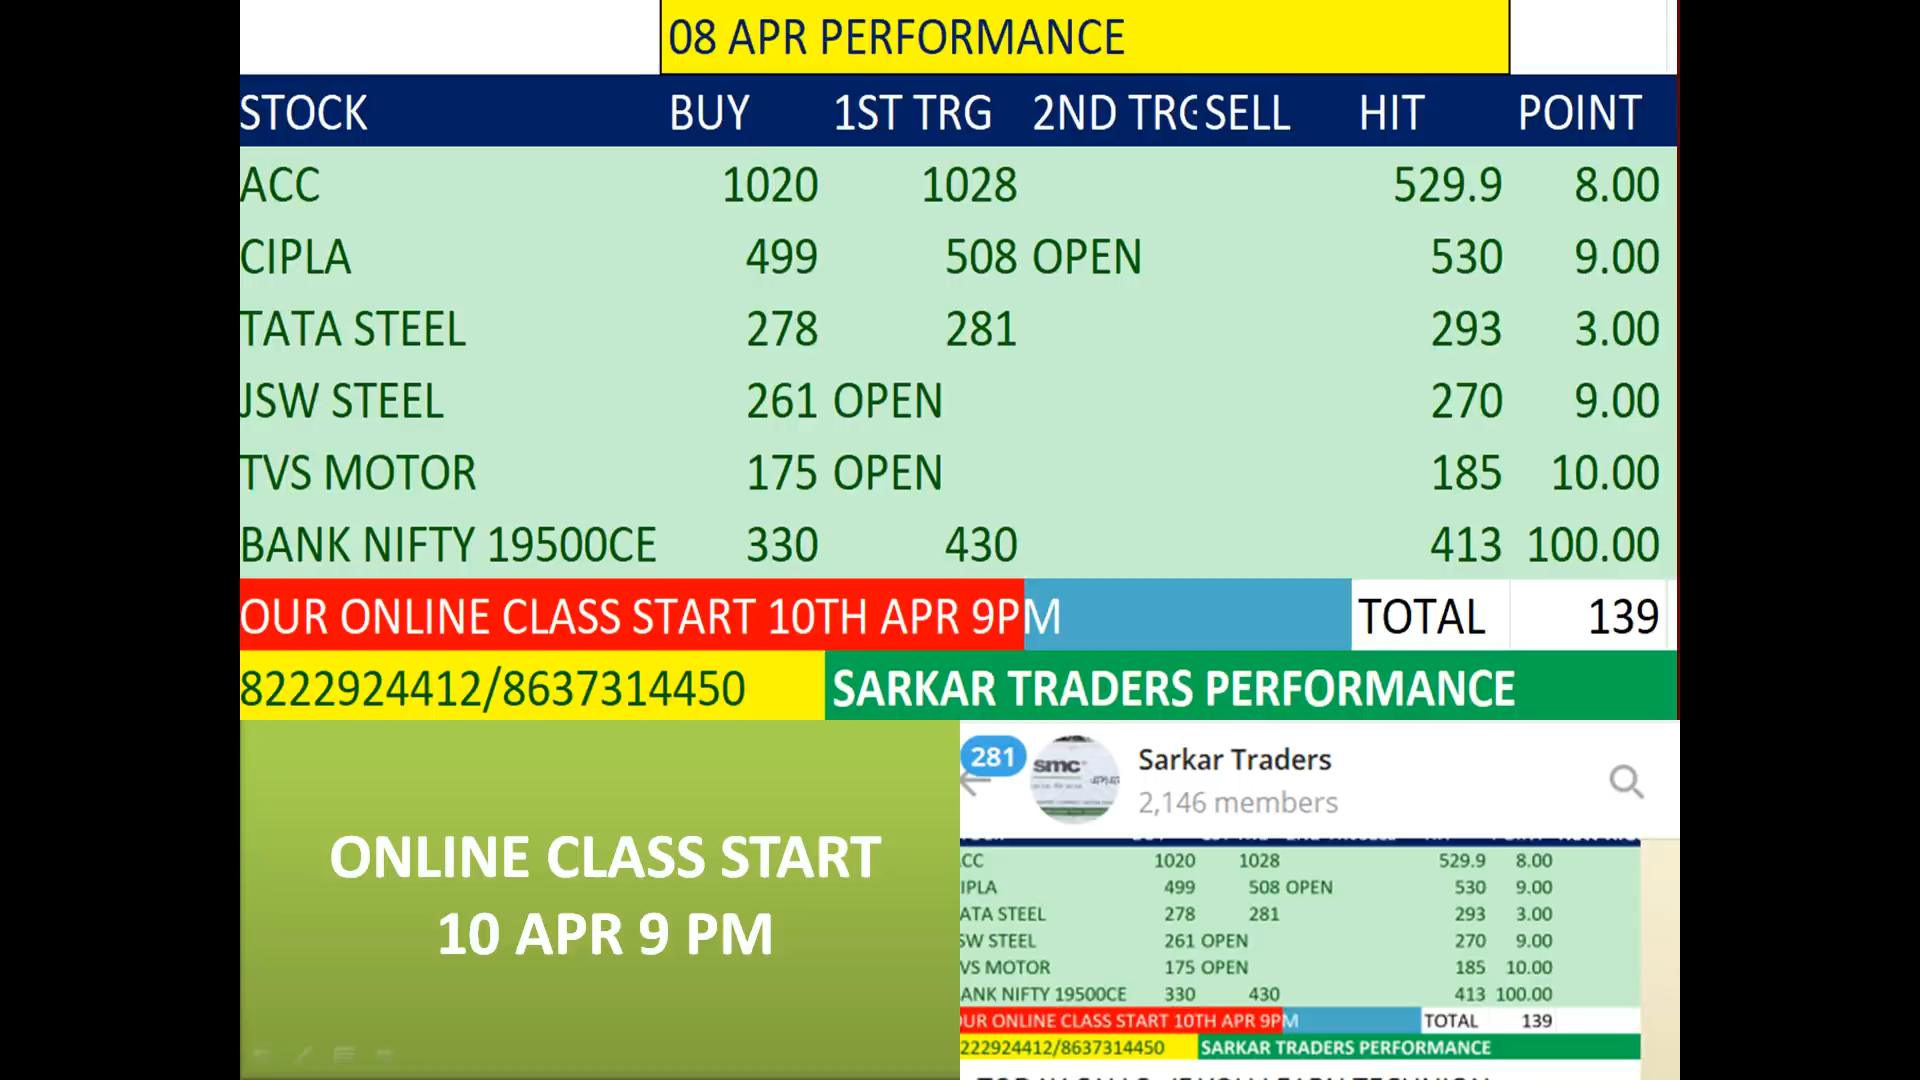 08 APR PERFORMANCE
STOCK BUY 1ST TRG 2ND TRG SELL HIT POINT
ACC 1020 1028 529.9 8.00
CIPLA 499 508 OPEN 530 9.00
TATA STEEL 278 281 293 3.00
JSW STEEL 261 OPEN 270 9.00
TVS MOTOR 175 OPEN 185 10.00
BANK NIFTY 19500CE 330 430 413 100.00
OUR ONLINE CLASS START 10TH APR 9PM TOTAL 139
8222924412/8637314450 SARKAR TRADERS PERFORMANCE
ONLINE CLASS START
10 APR 9 PM
281 smc Sarkar Traders
2,146 members
CC 1020 1028 529.9 8.00
IPLA 499 508 OPEN 530 9.00
ATA STEEL 278 281 293 3.00
SW STEEL 261 OPEN 270 9.00
VS MOTOR 175 OPEN 185 10.00
ANK NIFTY 19500CE 330 430 413 100.00
OUR ONLINE CLASS START 10TH APR 9PM TOTAL 139
222924412/8637314450 SARKAR TRADERS PERFORMANCE